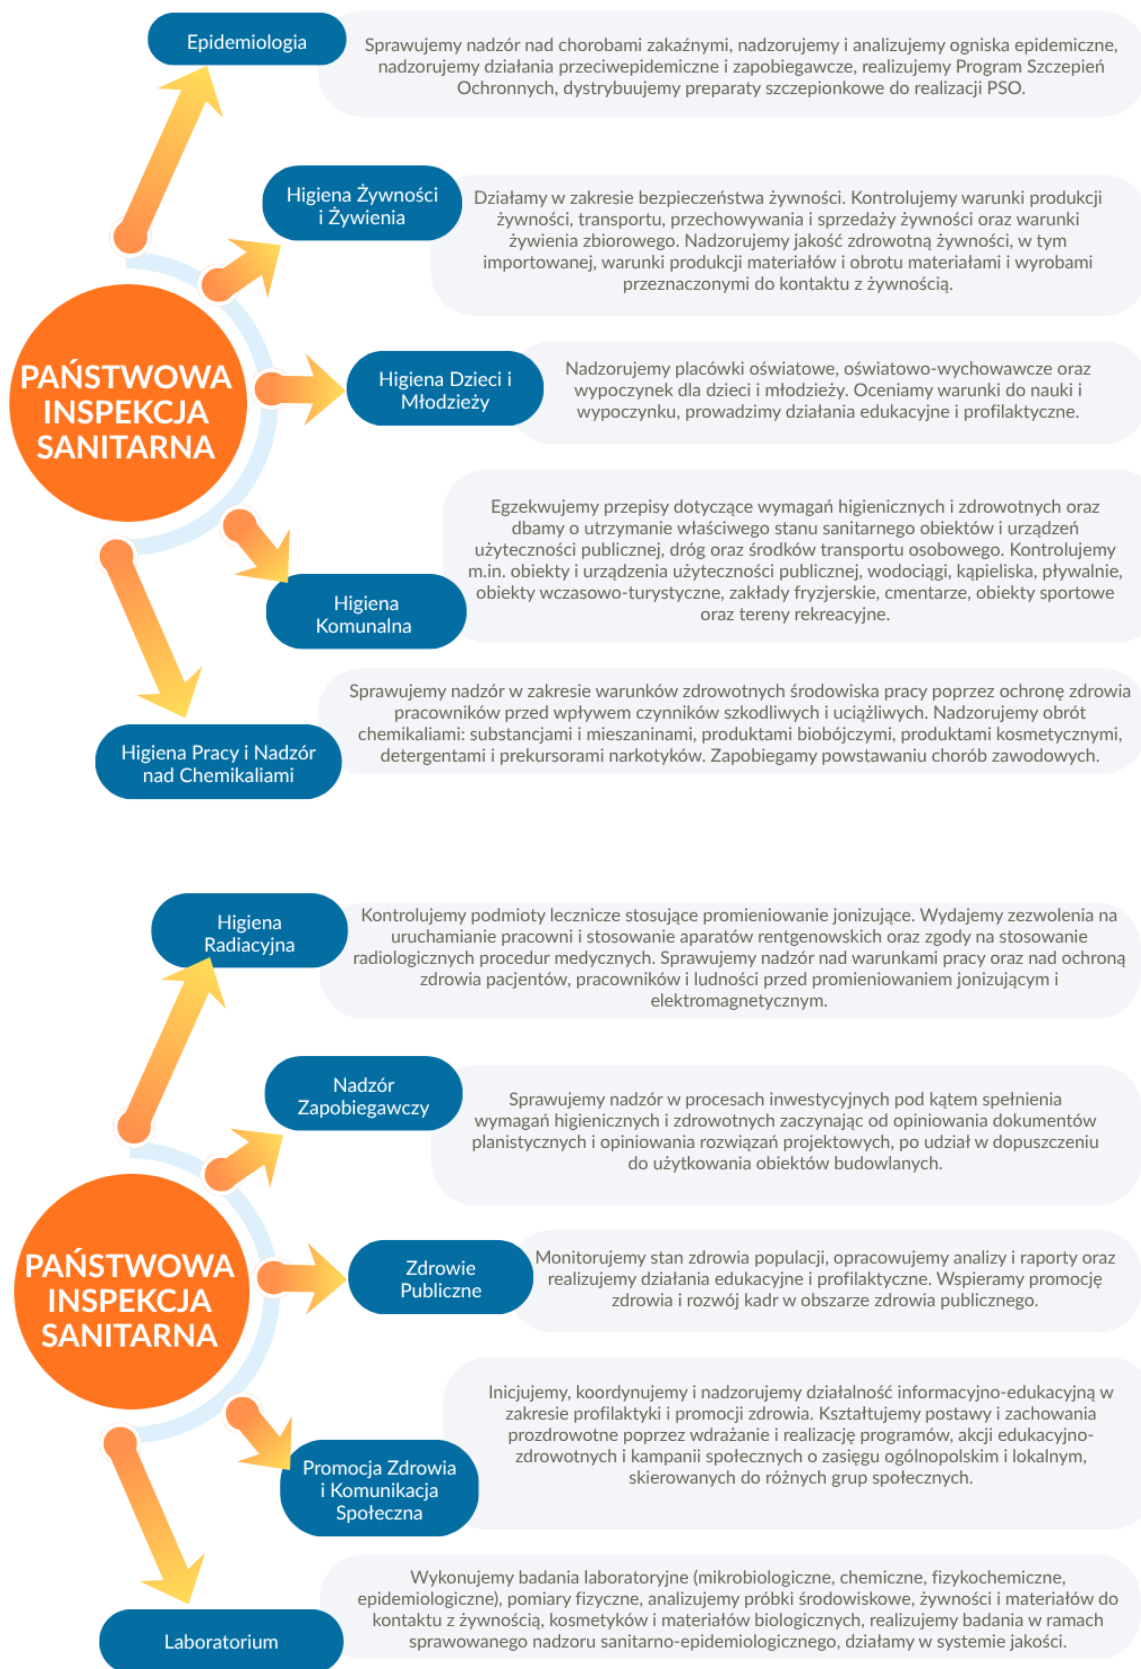 Epidemiologia
Sprawujemy nadzór nad chorobami zakaźnymi, nadzorujemy i analizujemy ogniska epidemiczne,
nadzorujemy działania przeciwepidemiczne i zapobiegawcze, realizujemy Program Szczepień
Ochronnych, dystrybuujemy preparaty szczepionkowe do realizacji PSO.
Higiena Żywności
i Żywienia
Działamy w zakresie bezpieczeństwa żywności. Kontrolujemy warunki produkcji
żywności, transportu, przechowywania i sprzedaży żywności oraz warunki
żywienia zbiorowego. Nadzorujemy jakość zdrowotną żywności, w tym
importowanej, warunki produkcji materiałów i obrotu materiałami i wyrobami
przeznaczonymi do kontaktu z żywnością.
PAŃSTWOWA
INSPEKCJA
SANITARNA
Higiena Dzieci i
Młodzieży
Nadzorujemy placówki oświatowe, oświatowo-wychowawcze oraz
wypoczynek dla dzieci i młodzieży. Oceniamy warunki do nauki i
wypoczynku, prowadzimy działania edukacyjne i profilaktyczne.
Higiena
Komunalna
Egzekwujemy przepisy dotyczące wymagań higienicznych i zdrowotnych oraz
dbamy o utrzymanie właściwego stanu sanitarnego obiektów i urządzeń
użyteczności publicznej, dróg oraz środków transportu osobowego. Kontrolujemy
m.in. obiekty i urządzenia użyteczności publicznej, wodociągi, kąpieliska, pływalnie,
obiekty wczasowo-turystyczne, zakłady fryzjerskie, cmentarze, obiekty sportowe
oraz tereny rekreacyjne.
Higiena Pracy i Nadzór
nad Chemikaliami
Sprawujemy nadzór w zakresie warunków zdrowotnych środowiska pracy poprzez ochronę zdrowia
pracowników przed wpływem czynników szkodliwych i uciążliwych. Nadzorujemy obrót
chemikaliami: substancjami i mieszaninami, produktami biobójczymi, produktami kosmetycznymi,
detergentami i prekursorami narkotyków. Zapobiegamy powstawaniu chorób zawodowych.
Higiena
Radiacyjna
Kontrolujemy podmioty lecznicze stosujące promieniowanie jonizujące. Wydajemy zezwolenia na
uruchamianie pracowni i stosowanie aparatów rentgenowskich oraz zgody na stosowanie
radiologicznych procedur medycznych. Sprawujemy nadzór nad warunkami pracy oraz nad ochroną
zdrowia pacjentów, pracowników i ludności przed promieniowaniem jonizującym i
elektromagnetycznym.
Nadzór
Zapobiegawczy
Sprawujemy nadzór w procesach inwestycyjnych pod kątem spełnienia
wymagań higienicznych i zdrowotnych zaczynając od opiniowania dokumentów
planistycznych i opiniowania rozwiązań projektowych, po udział w dopuszczeniu
do użytkowania obiektów budowlanych.
PAŃSTWOWA
INSPEKCJA
SANITARNA
Zdrowie
Publiczne
Monitorujemy stan zdrowia populacji, opracowujemy analizy i raporty oraz
realizujemy działania edukacyjne i profilaktyczne. Wspieramy promocję
zdrowia i rozwój kadr w obszarze zdrowia publicznego.
Promocja Zdrowia
i Komunikacja
Społeczna
Inicjujemy, koordynujemy i nadzorujemy działalność informacyjno-edukacyjną w
zakresie profilaktyki i promocji zdrowia. Kształtujemy postawy i zachowania
prozdrowotne poprzez wdrażanie i realizację programów, akcji edukacyjno-
zdrowotnych i kampanii społecznych o zasięgu ogólnopolskim i lokalnym,
skierowanych do różnych grup społecznych.
Laboratorium
Wykonujemy badania laboratoryjne (mikrobiologiczne, chemiczne, fizykochemiczne,
epidemiologiczne), pomiary fizyczne, analizujemy próbki środowiskowe, żywności i materiałów do
kontaktu z żywnością, kosmetyków i materiałów biologicznych, realizujemy badania w ramach
sprawowanego nadzoru sanitarno-epidemiologicznego, działamy w systemie jakości.